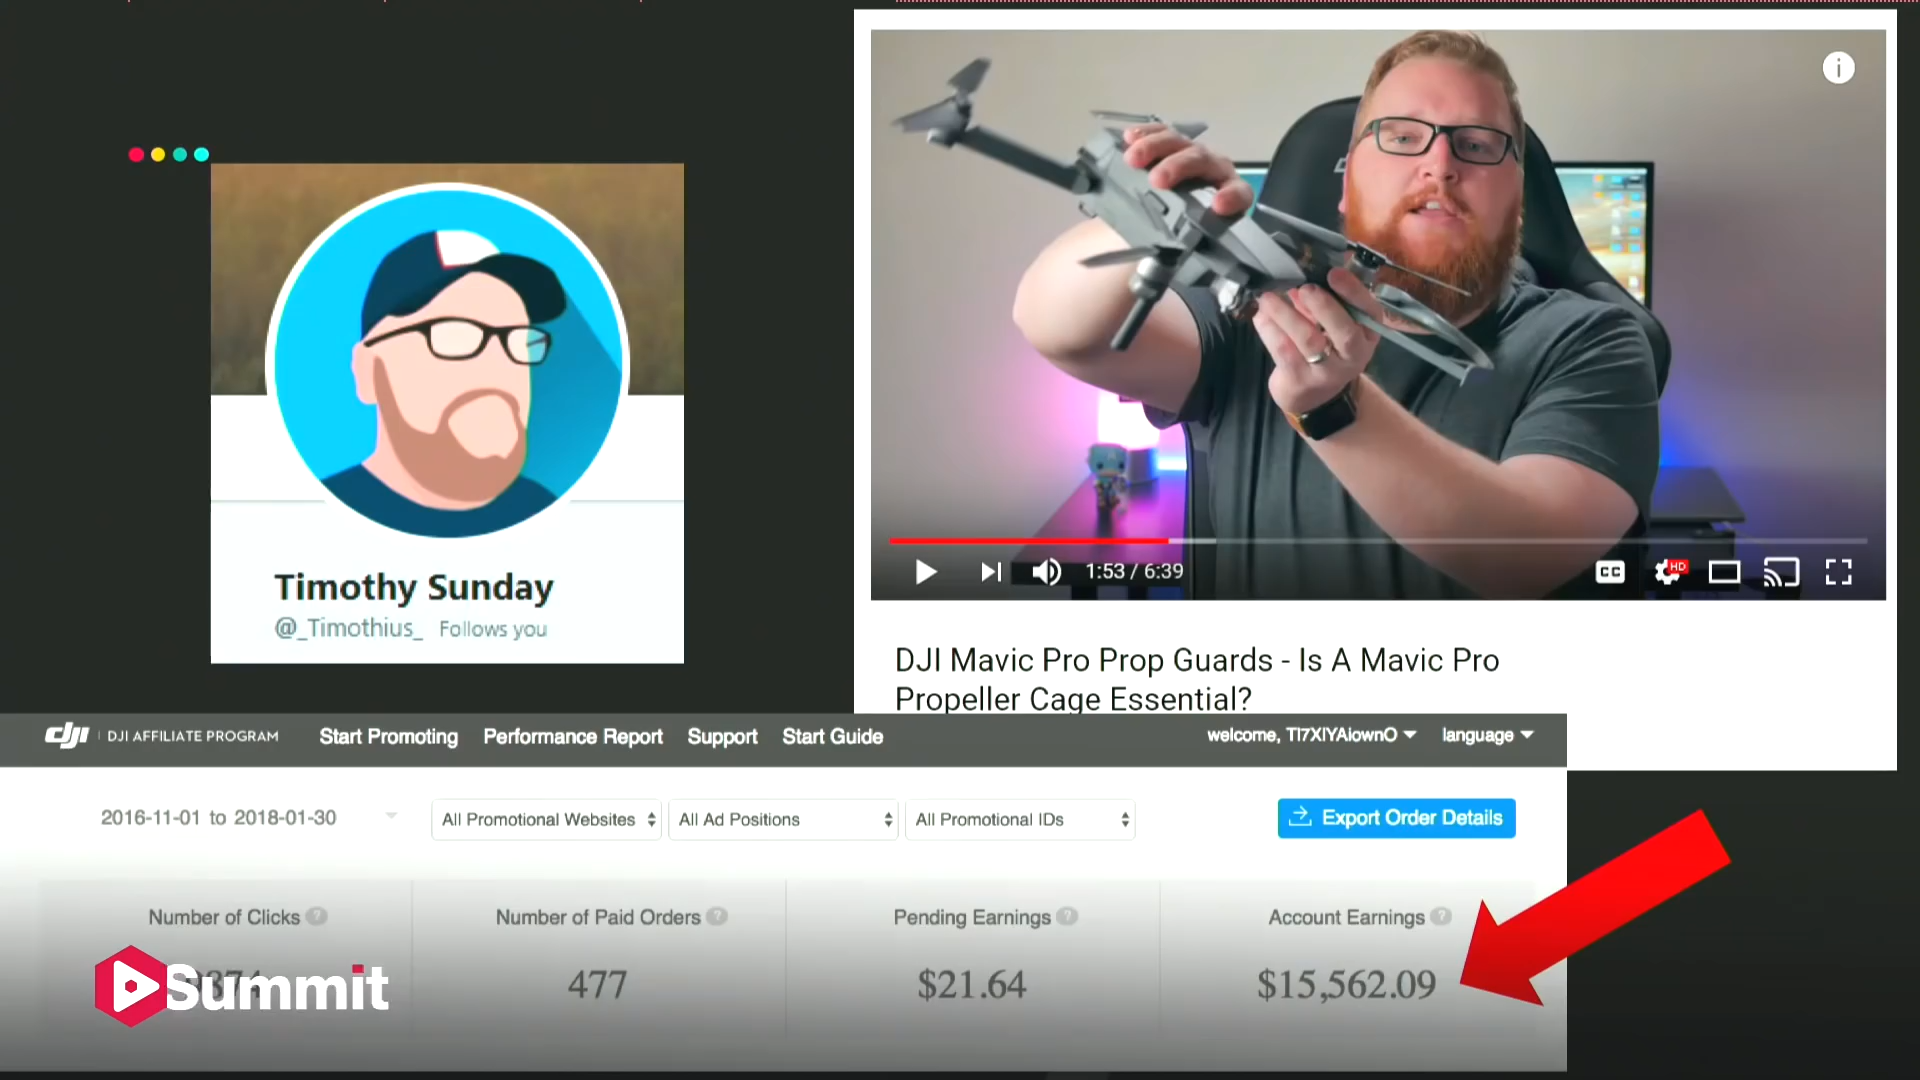 Timothy Sunday
@_Timothius_ Follows you
i
1:53 / 6:39
CC
HD
DJI Mavic Pro Prop Guards - Is A Mavic Pro
Propeller Cage Essential?
dji DJI AFFILIATE PROGRAM Start Promoting Performance Report Support Start Guide welcome, TI7XIYAiownO language
2016-11-01 to 2018-01-30 All Promotional Websites All Ad Positions All Promotional IDs Export Order Details
Number of Clicks ? Number of Paid Orders ? Pending Earnings ? Account Earnings ?
477 $21.64 $15,562.09
Summit